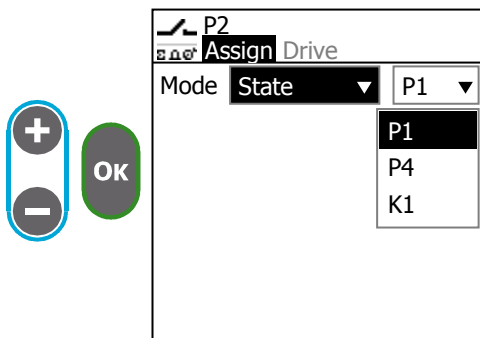 P2
Assign Drive
Mode State ▼ P1 ▼
P1
P4
K1
+
OK
−